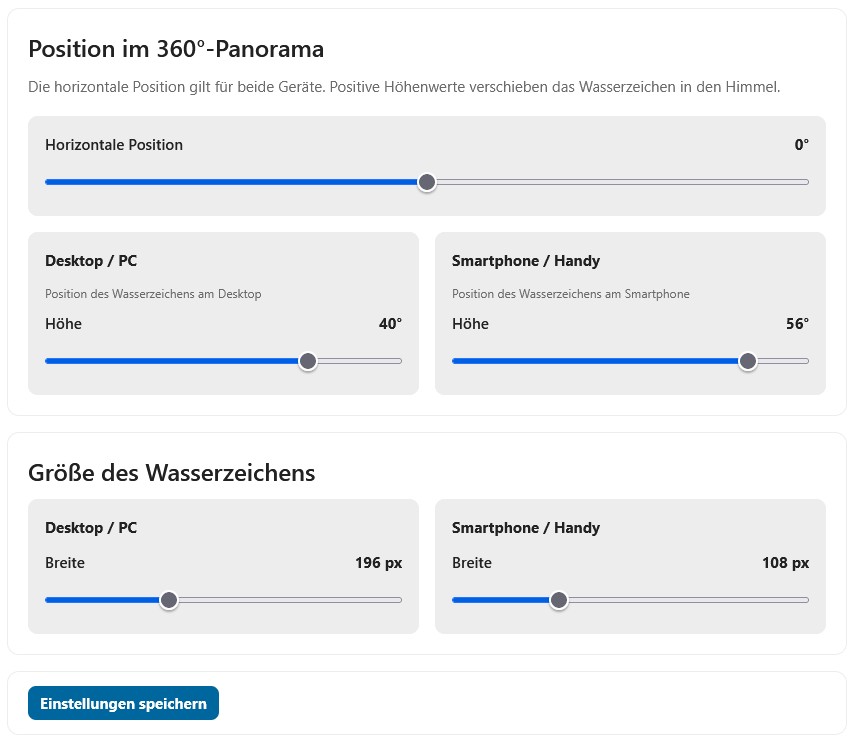 Position im 360°-Panorama
Die horizontale Position gilt für beide Geräte. Positive Höhenwerte verschieben das Wasserzeichen in den Himmel.
Horizontale Position 0°
Desktop / PC
Position des Wasserzeichens am Desktop
Höhe 40°
Smartphone / Handy
Position des Wasserzeichens am Smartphone
Höhe 56°
Größe des Wasserzeichens
Desktop / PC
Breite 196 px
Smartphone / Handy
Breite 108 px
Einstellungen speichern